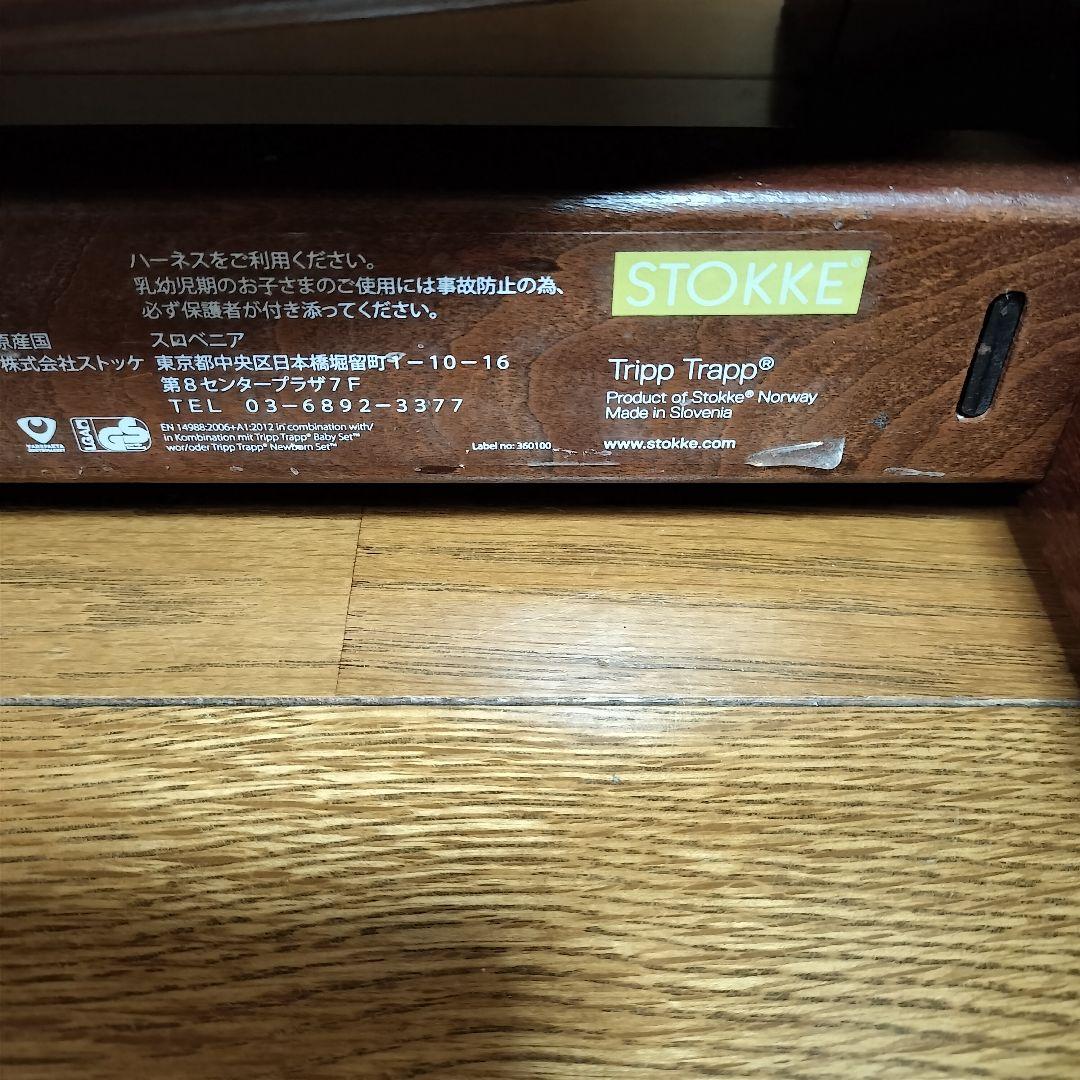 ハーネスをご利用ください。
乳幼児期のお子さまのご使用には事故防止の為、
必ず保護者が付き添ってください。
原産国 スロベニア
株式会社ストッケ 東京都中央区日本橋堀留町1-10-16
第8センタープラザ7F
TEL 03-6892-3377
EN 14988:2006+A1:2012 in combination with/
in Kombination mit Tripp Trapp® Baby Set™
wor/oder Tripp Trapp® Newborn Set™
Label no: 360100
STOKKE®
Tripp Trapp®
Product of Stokke® Norway
Made in Slovenia
www.stokke.com